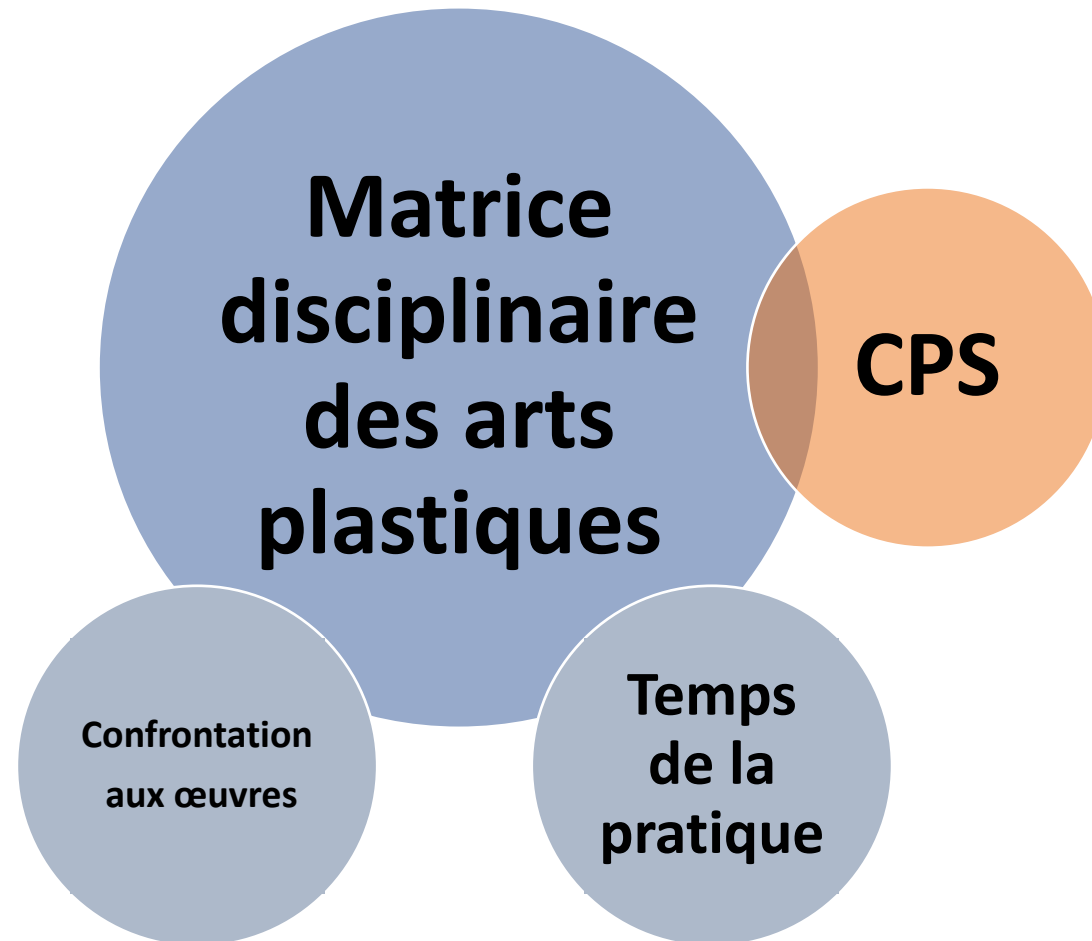 Matrice
disciplinaire
des arts
plastiques
CPS
Confrontation
aux œuvres
Temps
de la
pratique